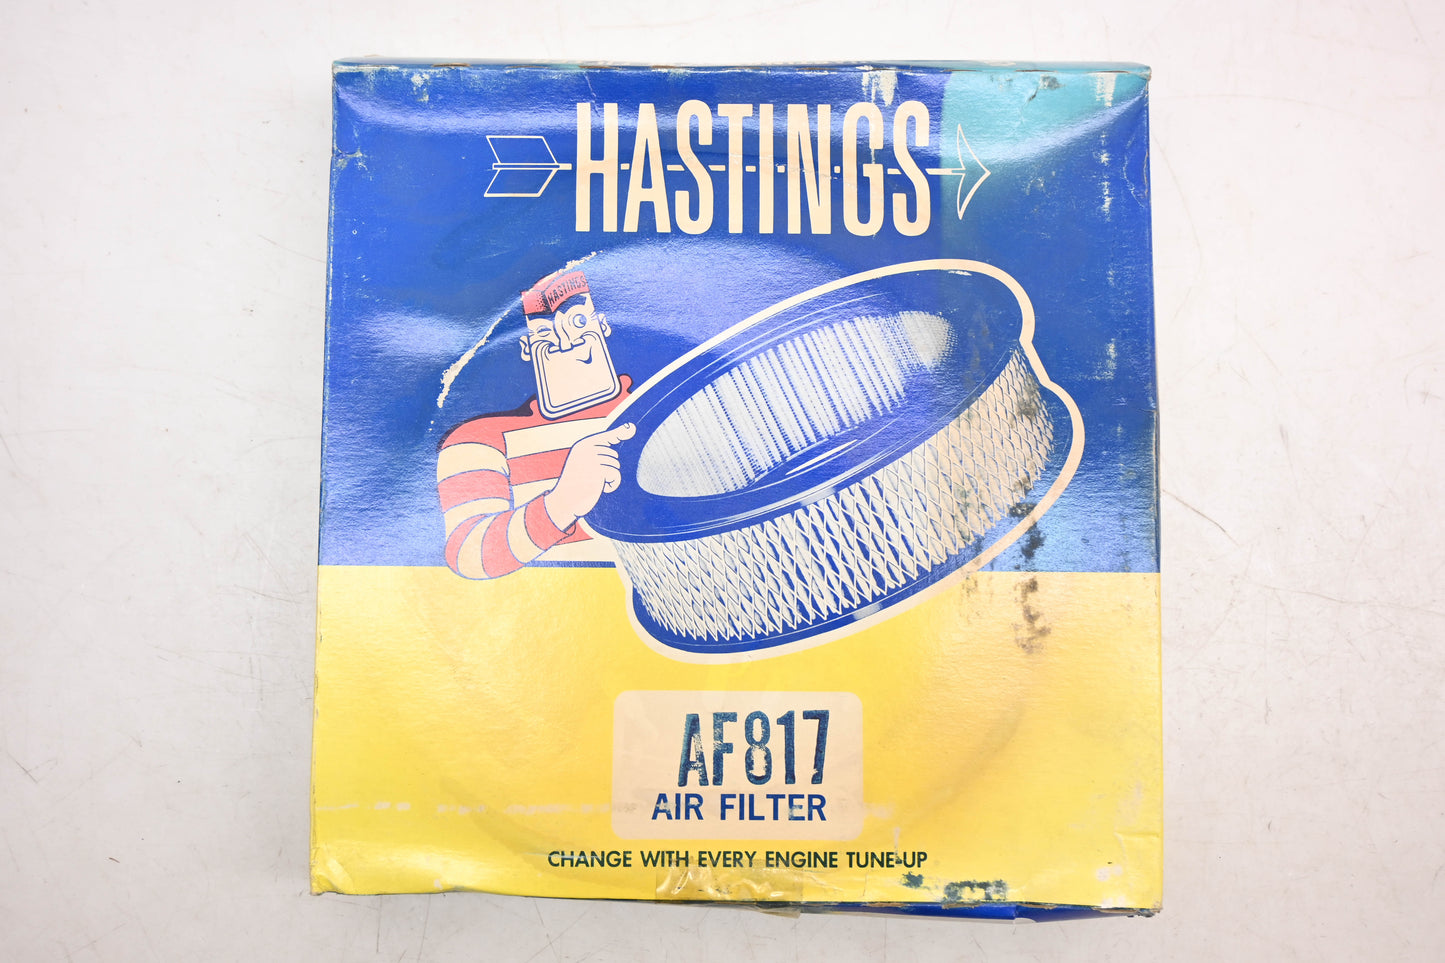 HASTINGS
HASTINGS
AF817
AIR FILTER
CHANGE WITH EVERY ENGINE TUNE-UP